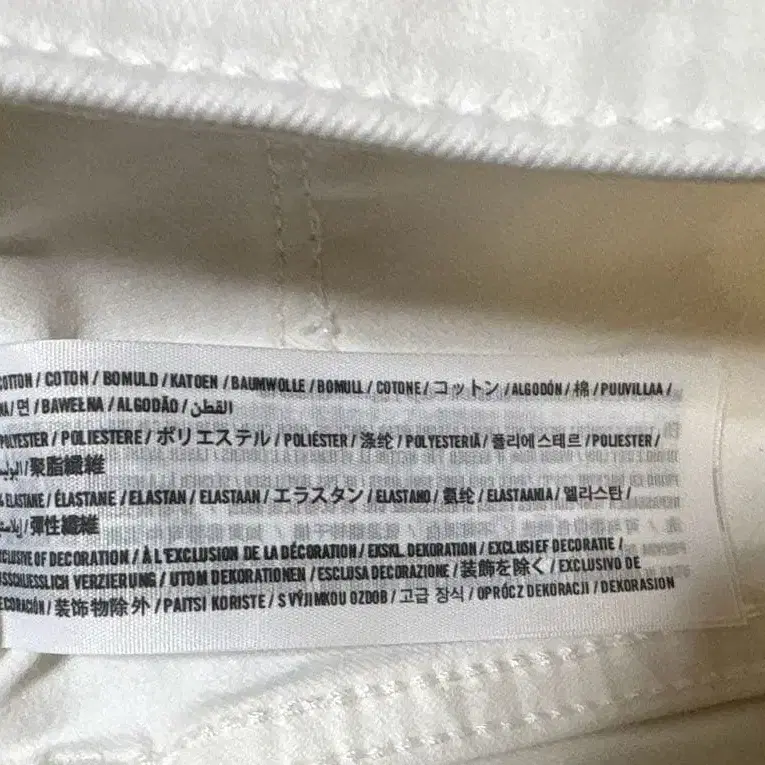 COTTON / COTON / BOMULD / KATOEN / BAUMWOLLE / BOMULL / COTONE / コットン / ALGODÓN / 棉 / PUUVILLAA /
/ 면 / BAWEŁNA / ALGODÃO / القطن
POLYESTER / POLIESTERE / ポリエステル / POLIÉSTER / 涤纶 / POLYESTERIÄ / 폴리에스테르 / POLIESTER /
/ 聚脂纖維
ELASTANE / ÉLASTANE / ELASTAN / ELASTAAN / エラスタン / ELASTANO / 氨纶 / ELASTAANIA / 엘라스탄 /
/ 彈性纖維
OF DECORATION / À L'EXCLUSION DE LA DÉCORATION / EKSKL. DEKORATION / EXCLUSIEF DECORATIE /
VERZIERUNG / UTOM DEKORATIONEN / ESCLUSA DECORAZIONE / 装飾を除く / EXCLUSIVO DE
/ 装饰物除外 / PAITSI KORISTE / S VÝJIMKOU OZDOB / 고급 장식 / OPRÓCZ DEKORACJI / DEKORASION